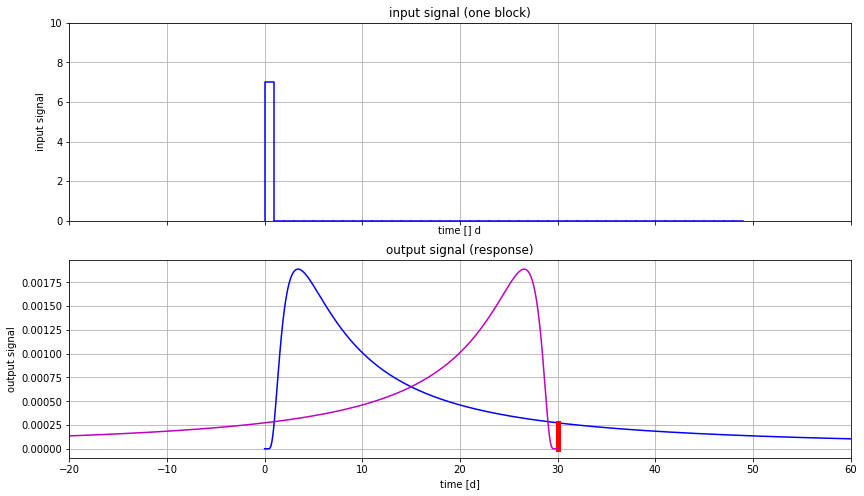 input signal (one block)
10
8
6
4
2
0
input signal
time [] d
output signal (response)
0.00175
0.00150
0.00125
0.00100
0.00075
0.00050
0.00025
0.00000
output signal
−20 −10 0 10 20 30 40 50 60
time [d]